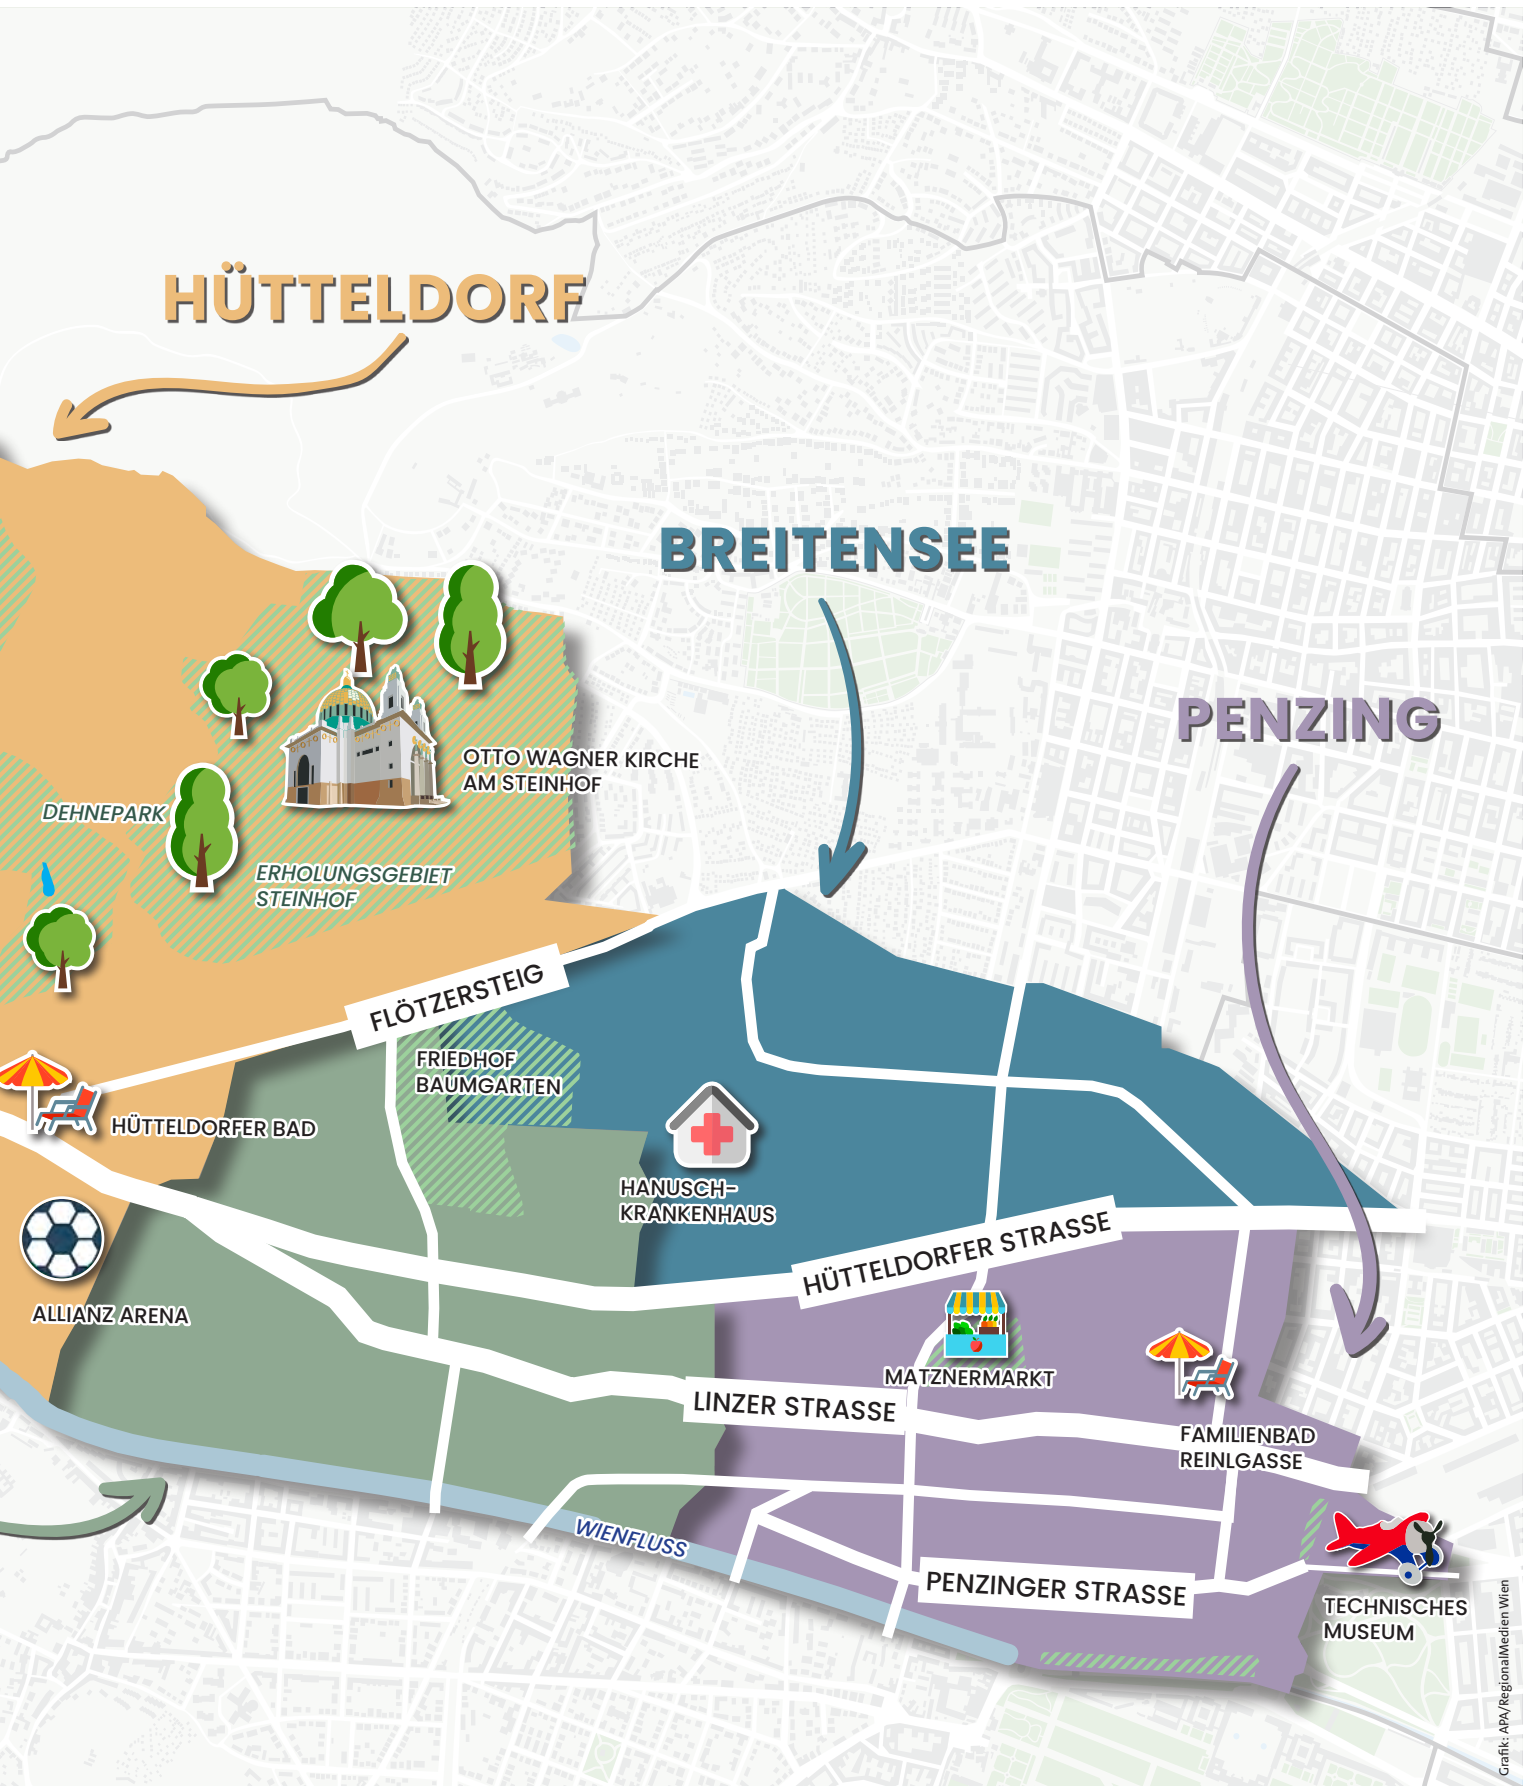 HÜTTELDORF
BREITENSEE
PENZING
OTTO WAGNER KIRCHE
AM STEINHOF
DEHNEPARK
ERHOLUNGSGEBIET
STEINHOF
FLÖTZERSTEIG
FRIEDHOF
BAUMGARTEN
HÜTTELDORFER BAD
HANUSCH-
KRANKENHAUS
HÜTTELDORFER STRASSE
ALLIANZ ARENA
MATZNERMARKT
LINZER STRASSE
FAMILIENBAD
REINLGASSE
WIENFLUSS
PENZINGER STRASSE
TECHNISCHES
MUSEUM
Grafik: APA/RegionalMedien Wien